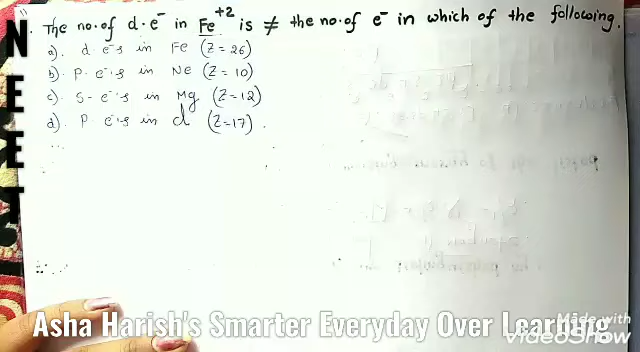 The no. of d-e⁻ in Fe⁺² is ≠ the no. of e⁻ in which of the following.
a). d e⁻s in Fe (Z=26)
b). p- e⁻s in Ne (Z=10)
c). s- e⁻s in Mg (Z=12)
d). p e⁻s in Cl (Z=17).
NEET
Asha Harish's Smarter Everyday Over Learning
Made with
VideoShow